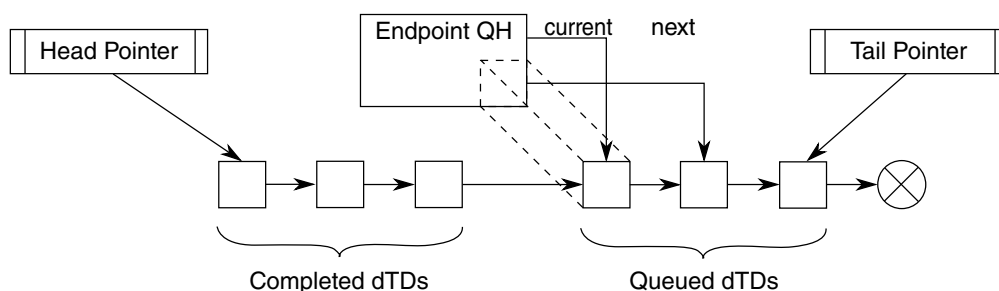 Head Pointer
Endpoint QH
current
next
Tail Pointer
Completed dTDs
Queued dTDs